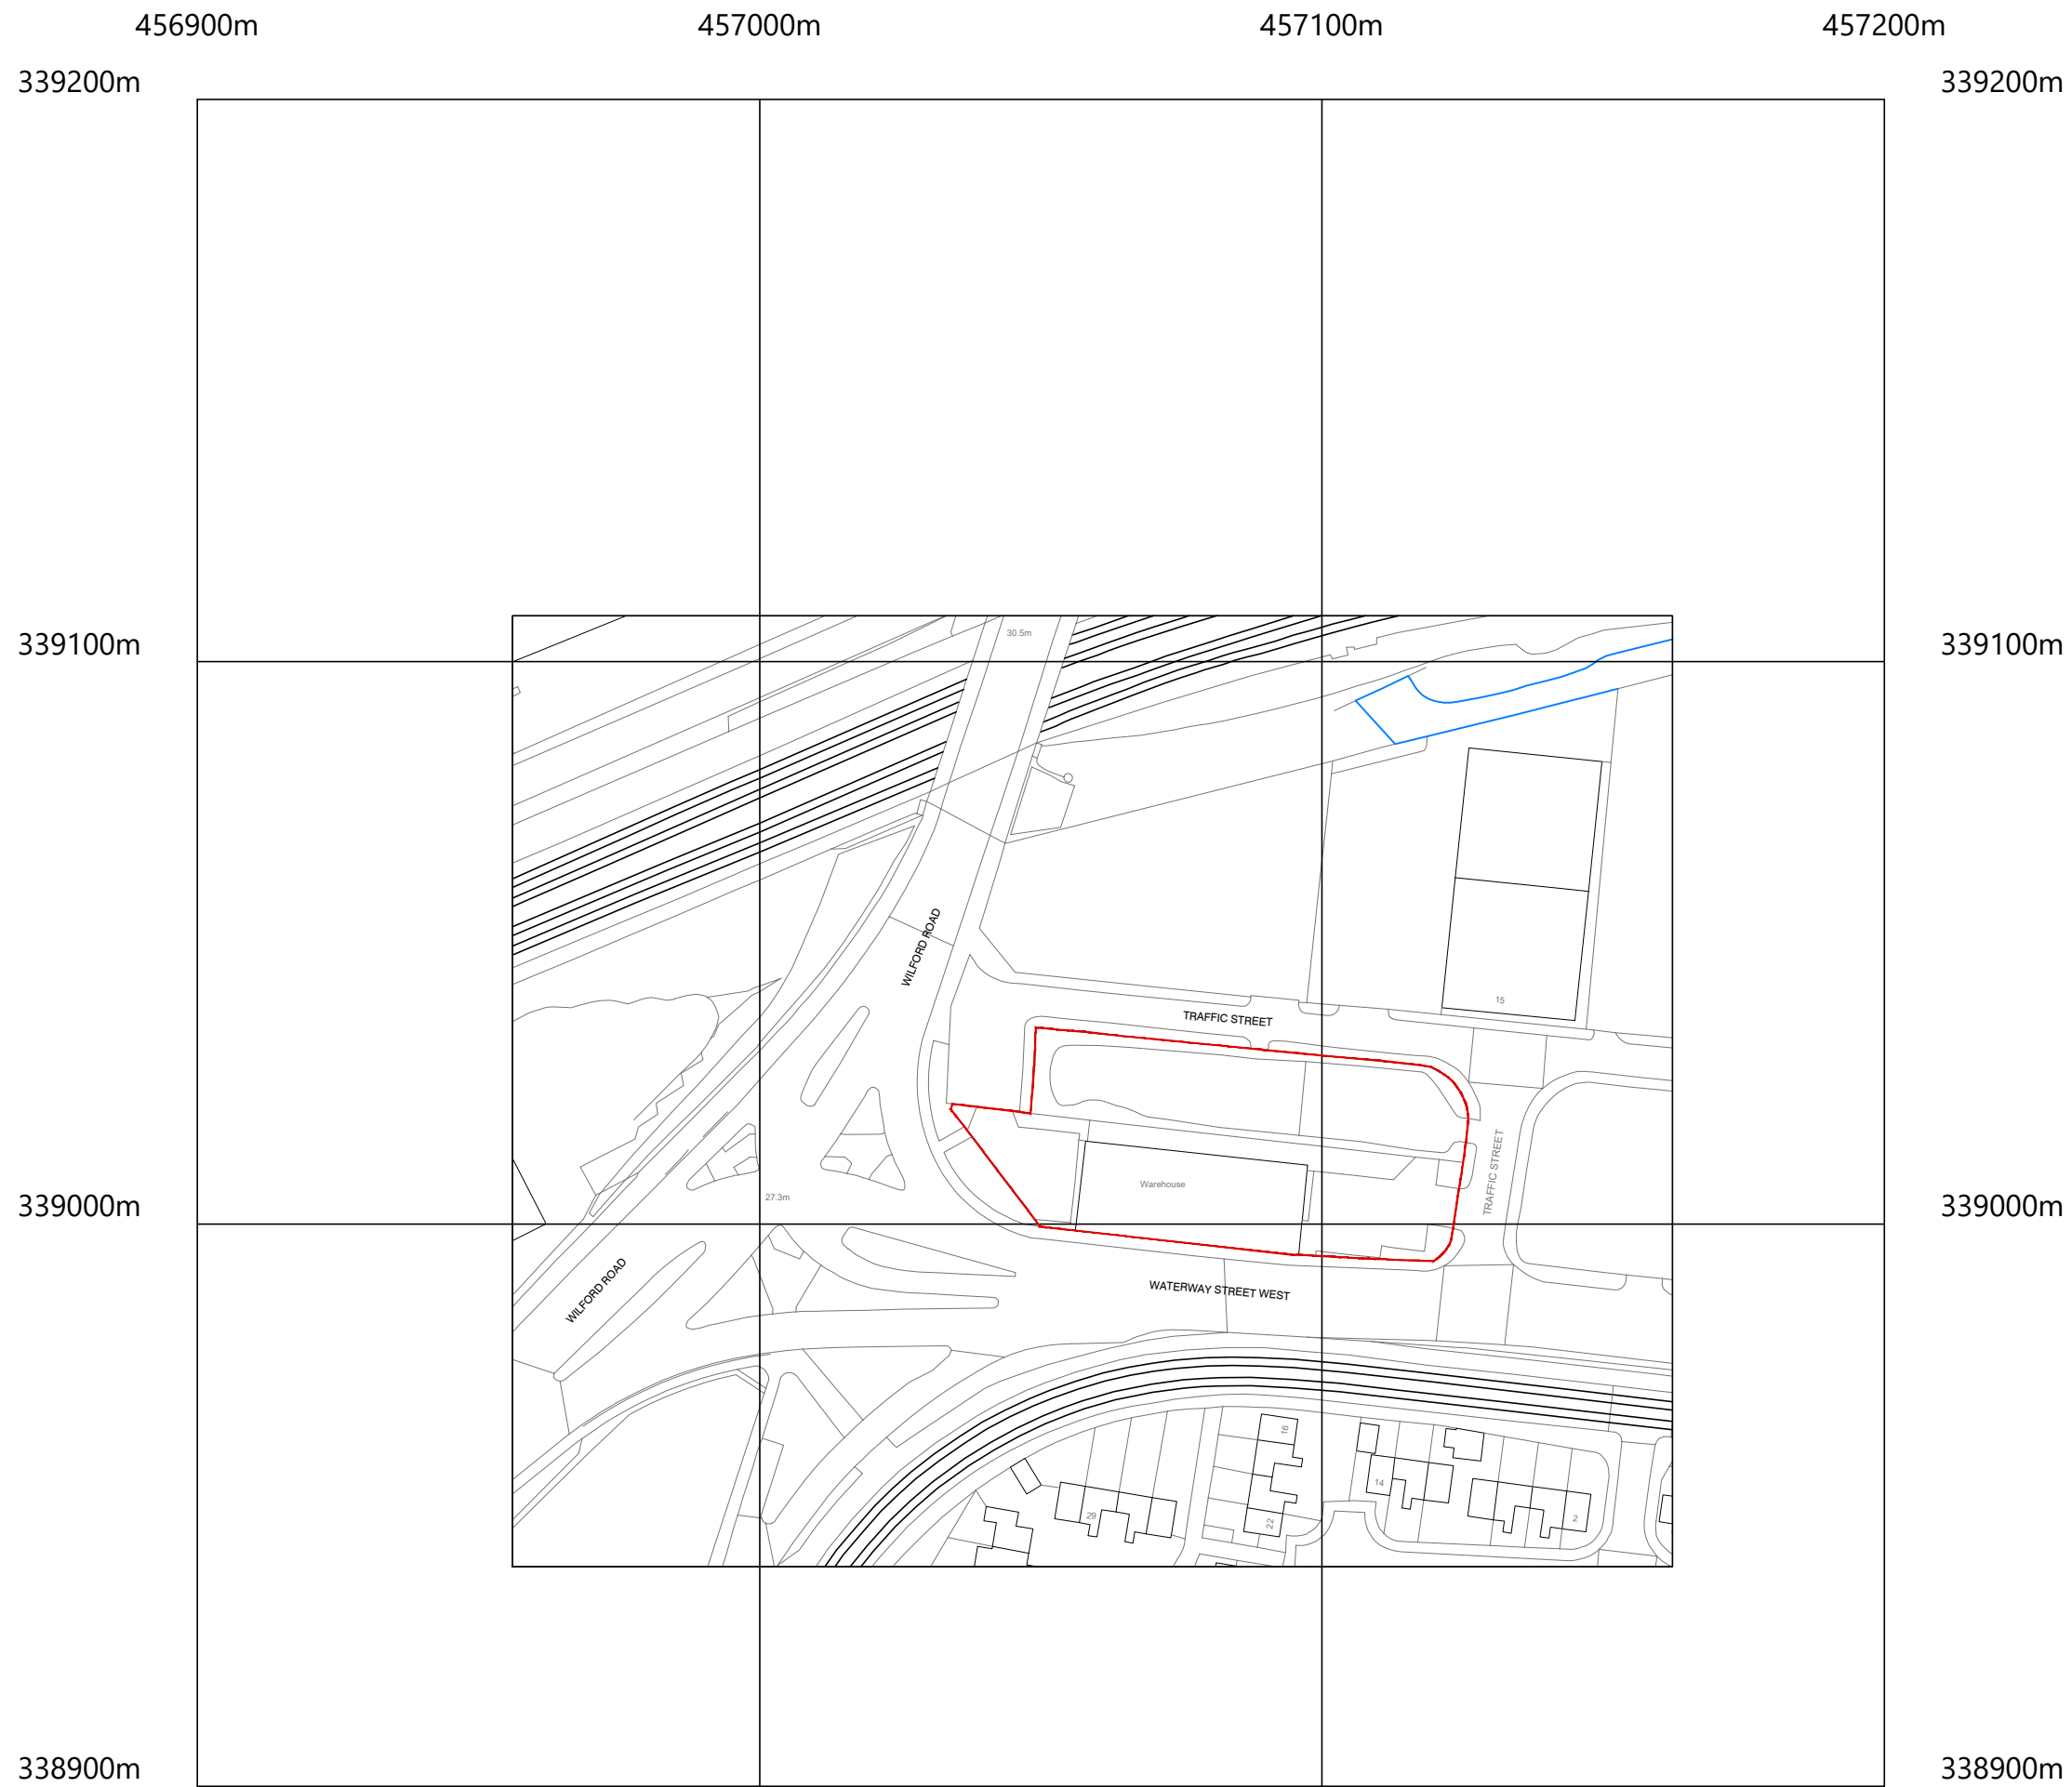 456900m 457000m 457100m 457200m
339200m 339200m
30.5m
339100m 339100m
WILFORD ROAD
15
TRAFFIC STREET
TRAFFIC STREET
Warehouse
27.3m
339000m 339000m
WILFORD ROAD
WATERWAY STREET WEST
16
14
29
22
2
338900m 338900m